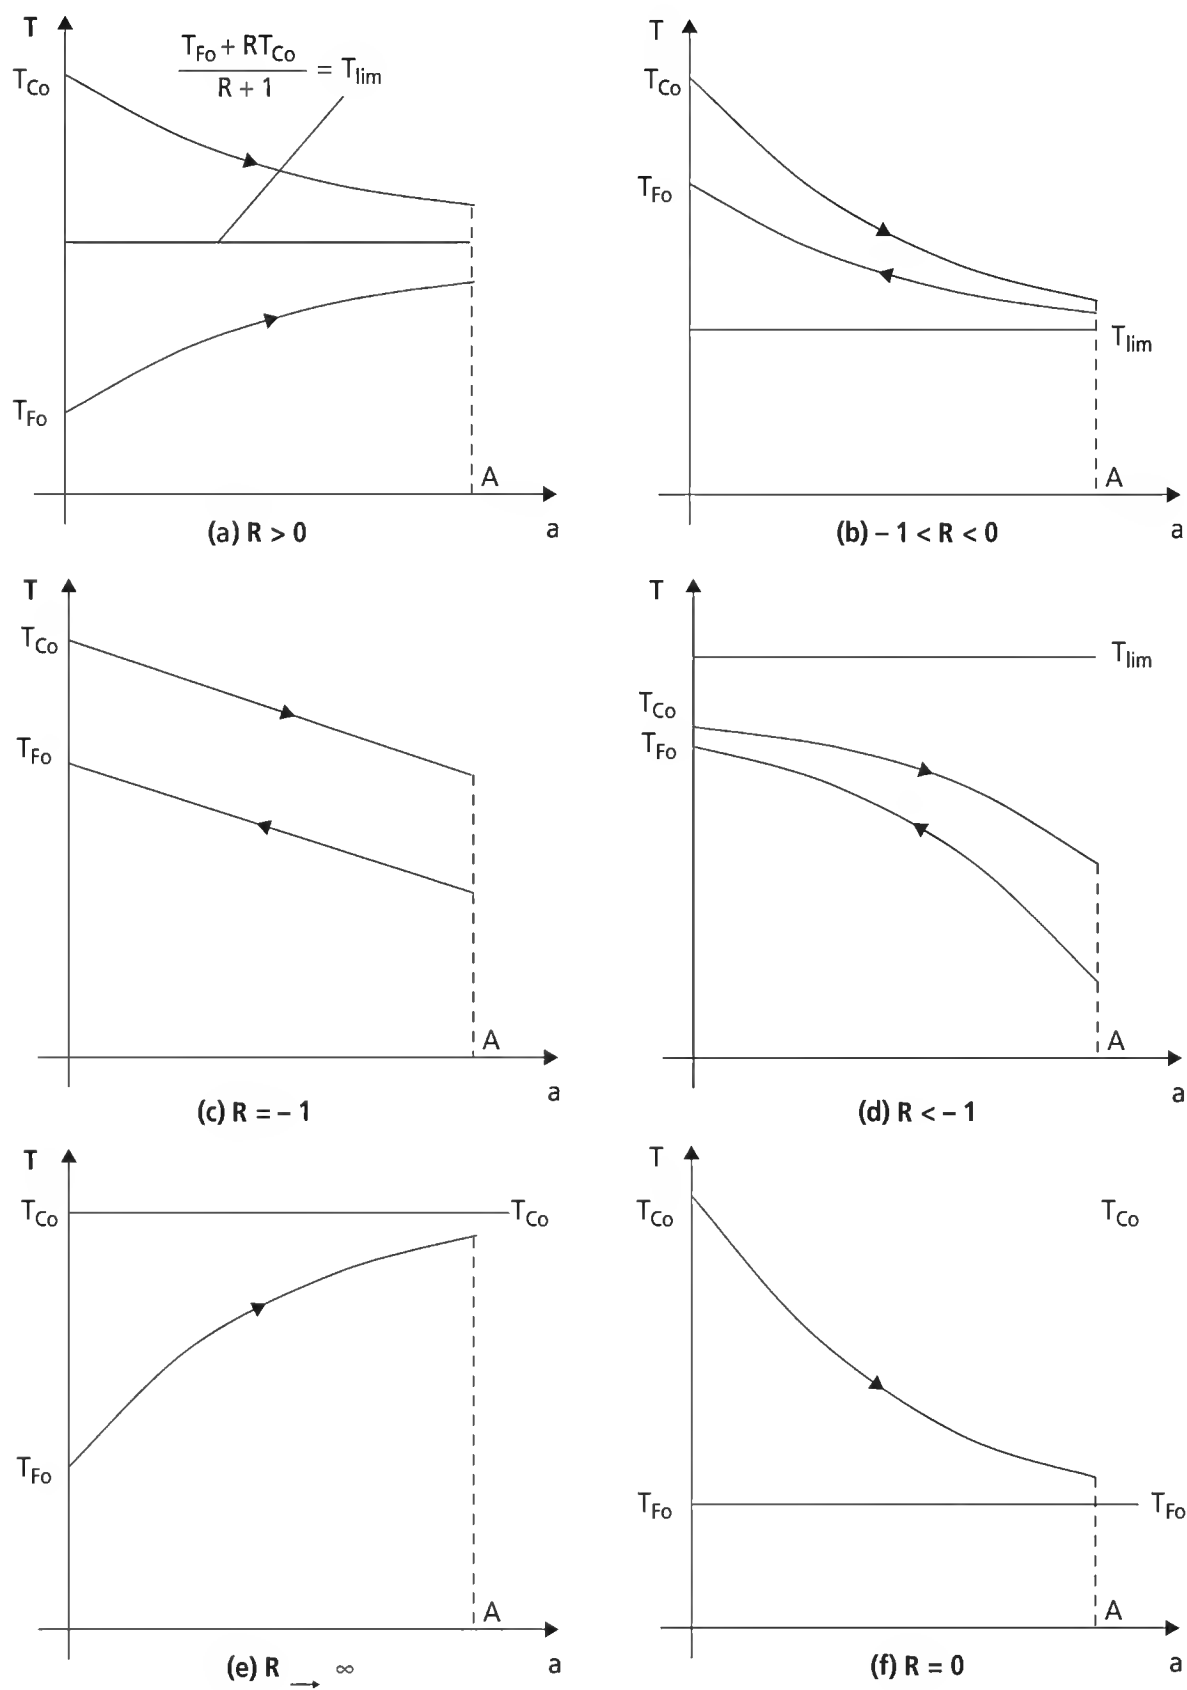 T
T_Co
T_Fo + RT_Co
R + 1
= T_lim
T_Fo
A
a
(a) R > 0
T
T_Co
T_Fo
T_lim
A
a
(b) – 1 < R < 0
T
T_Co
T_Fo
A
a
(c) R = – 1
T
T_lim
T_Co
T_Fo
A
a
(d) R < – 1
T
T_Co T_Co
T_Fo
A
a
(e) R → ∞
T
T_Co T_Co
T_Fo T_Fo
A
a
(f) R = 0